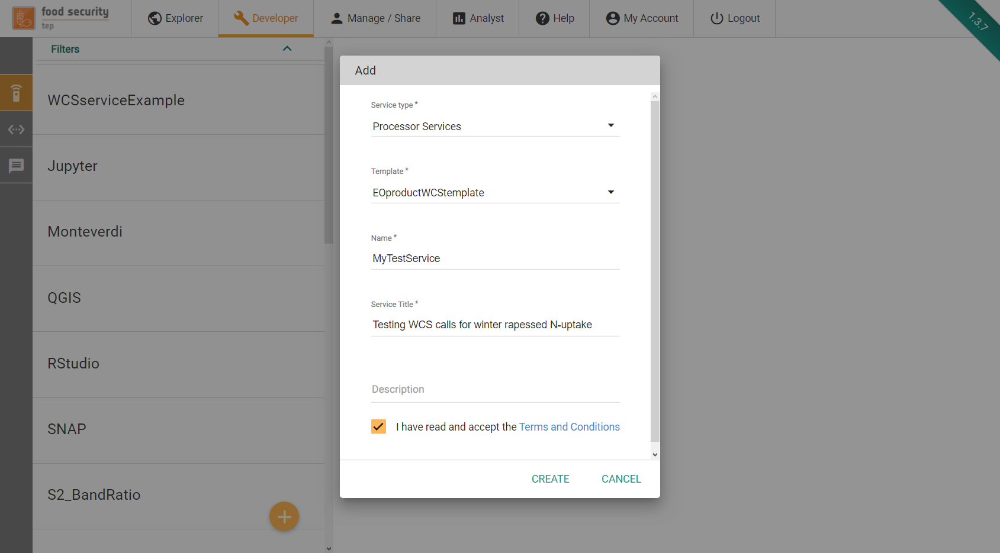 food security
tep
Explorer
Developer
Manage / Share
Analyst
Help
My Account
Logout
1.3.7
Filters
WCSserviceExample
Jupyter
Monteverdi
QGIS
RStudio
SNAP
S2_BandRatio
Add
Service type *
Processor Services
Template *
EOproductWCStemplate
Name *
MyTestService
Service Title *
Testing WCS calls for winter rapessed N-uptake
Description
I have read and accept the Terms and Conditions
CREATE CANCEL